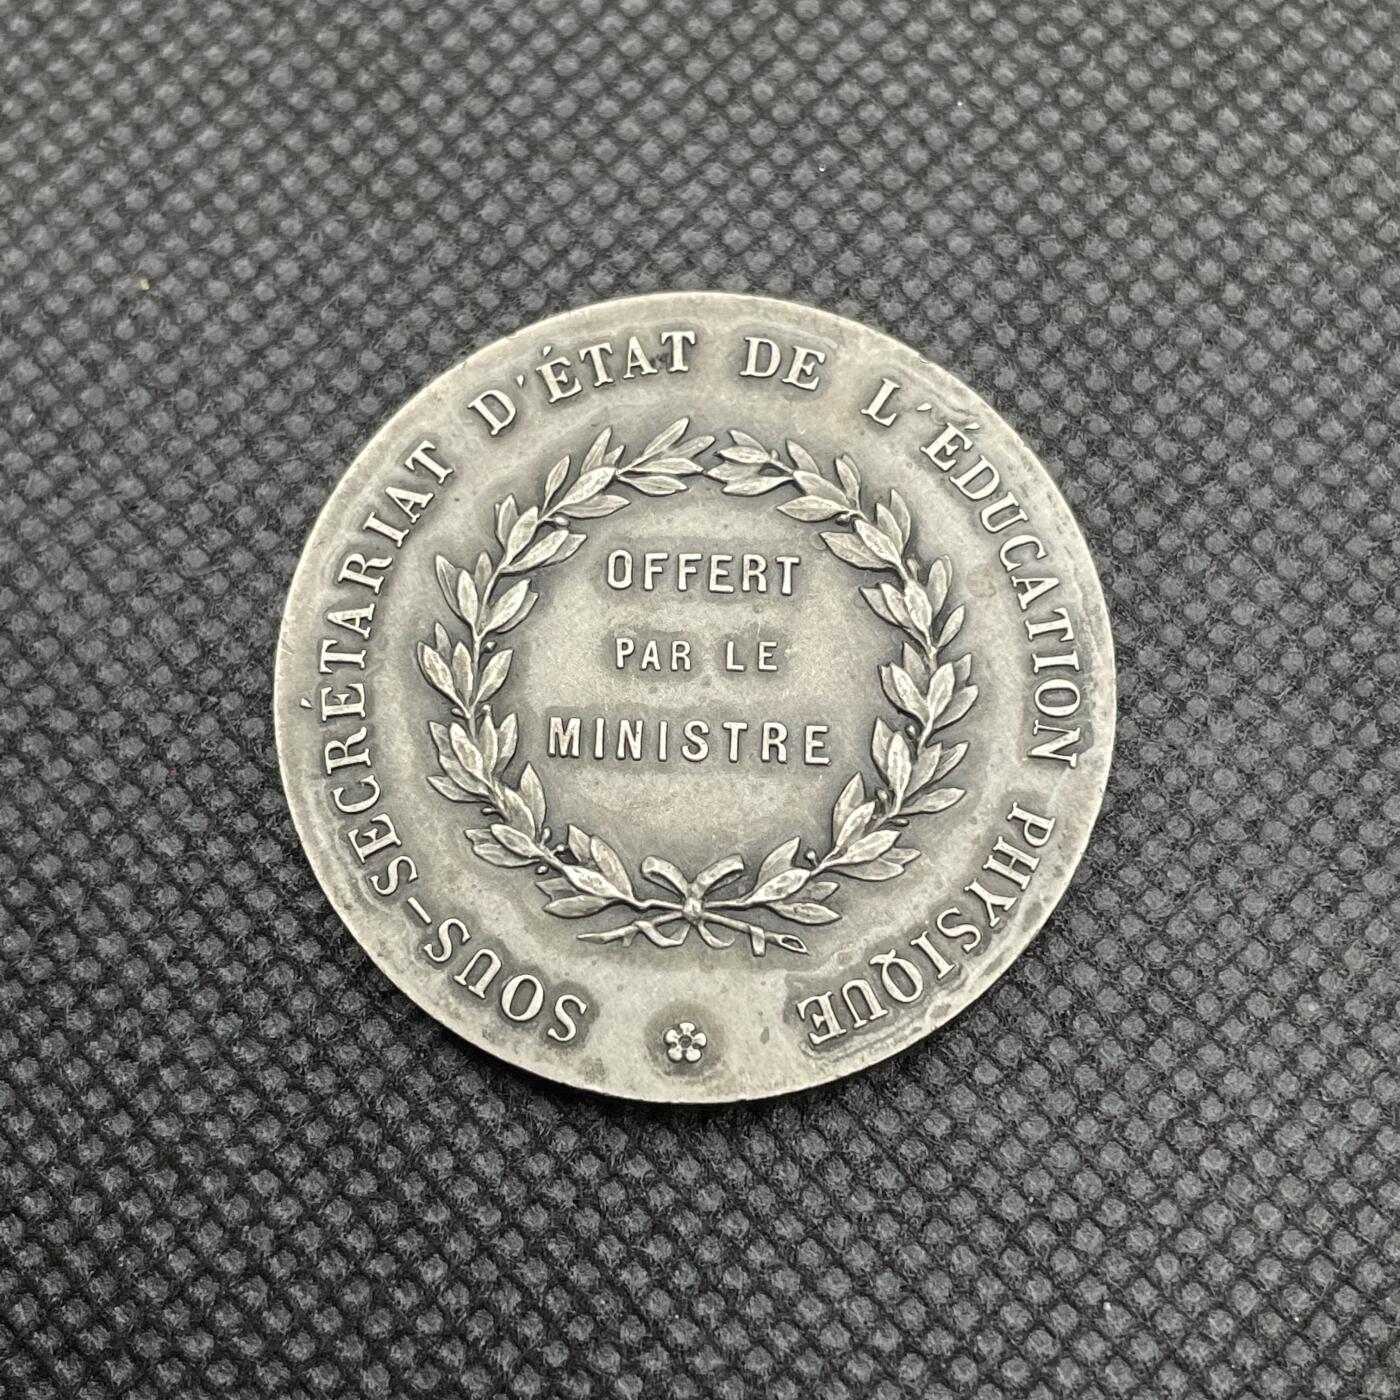 SOUS-SECRÉTARIAT D'ÉTAT DE L'ÉDUCATION PHYSIQUE
OFFERT
PAR LE
MINISTRE